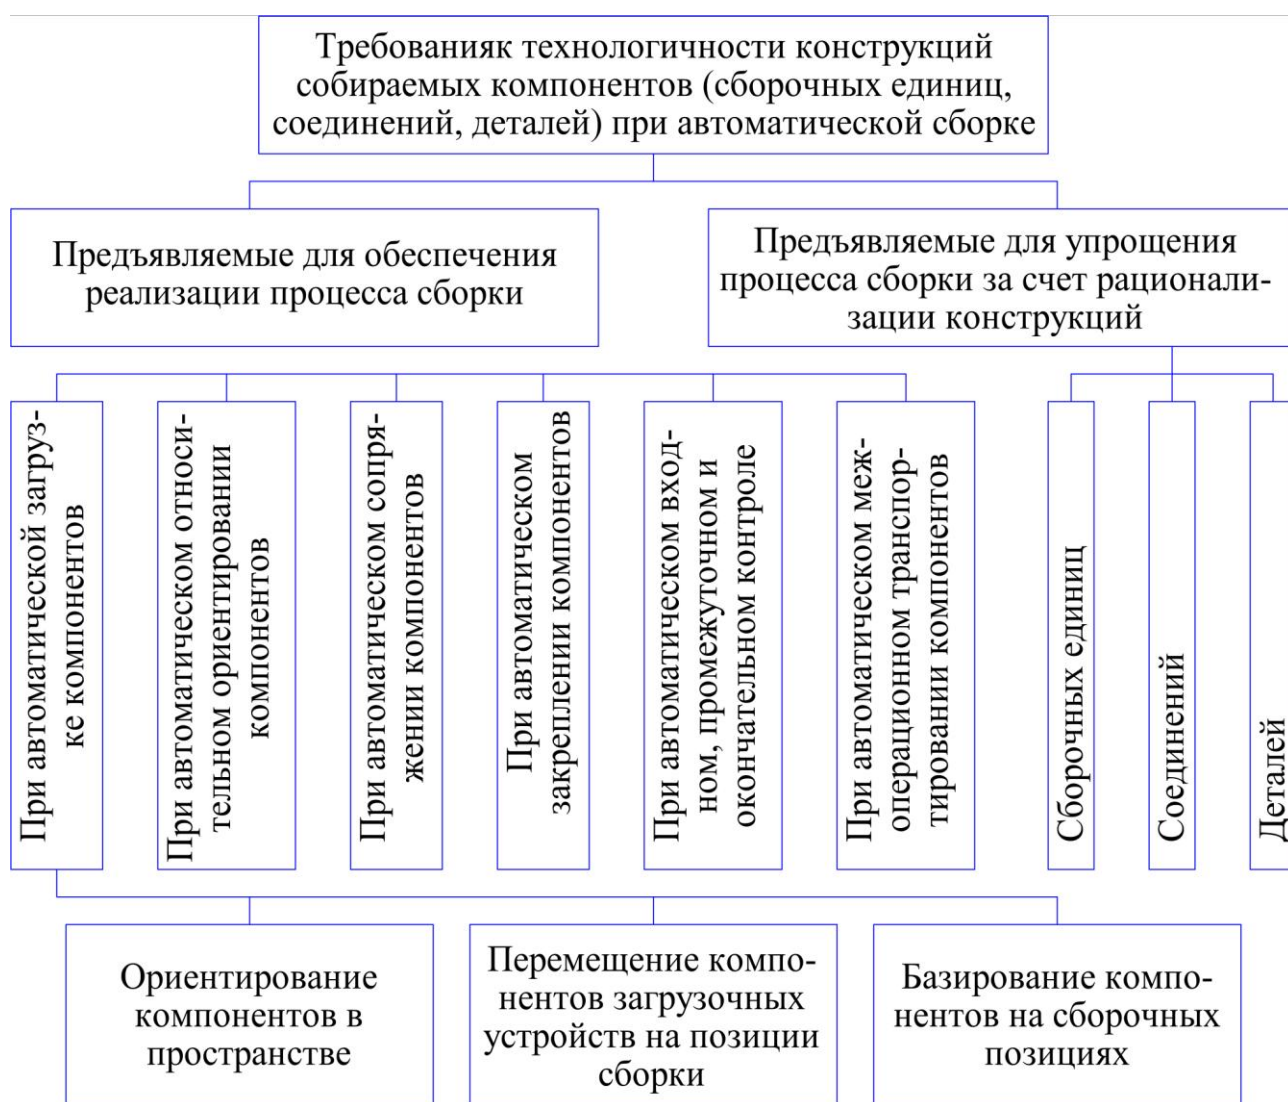 Требованияк технологичности конструкций
собираемых компонентов (сборочных единиц,
соединений, деталей) при автоматической сборке
Предъявляемые для обеспечения
реализации процесса сборки
Предъявляемые для упрощения
процесса сборки за счет рационали-
зации конструкций
При автоматической загруз-
ке компонентов
При автоматическом относи-
тельном ориентировании
компонентов
При автоматическом сопря-
жении компонентов
При автоматическом
закреплении компонентов
При автоматическом вход-
ном, промежуточном и
окончательном контроле
При автоматическом меж-
операционном транспор-
тировании компонентов
Сборочных единиц
Соединений
Деталей
Ориентирование
компонентов в
пространстве
Перемещение компо-
нентов загрузочных
устройств на позиции
сборки
Базирование компо-
нентов на сборочных
позициях